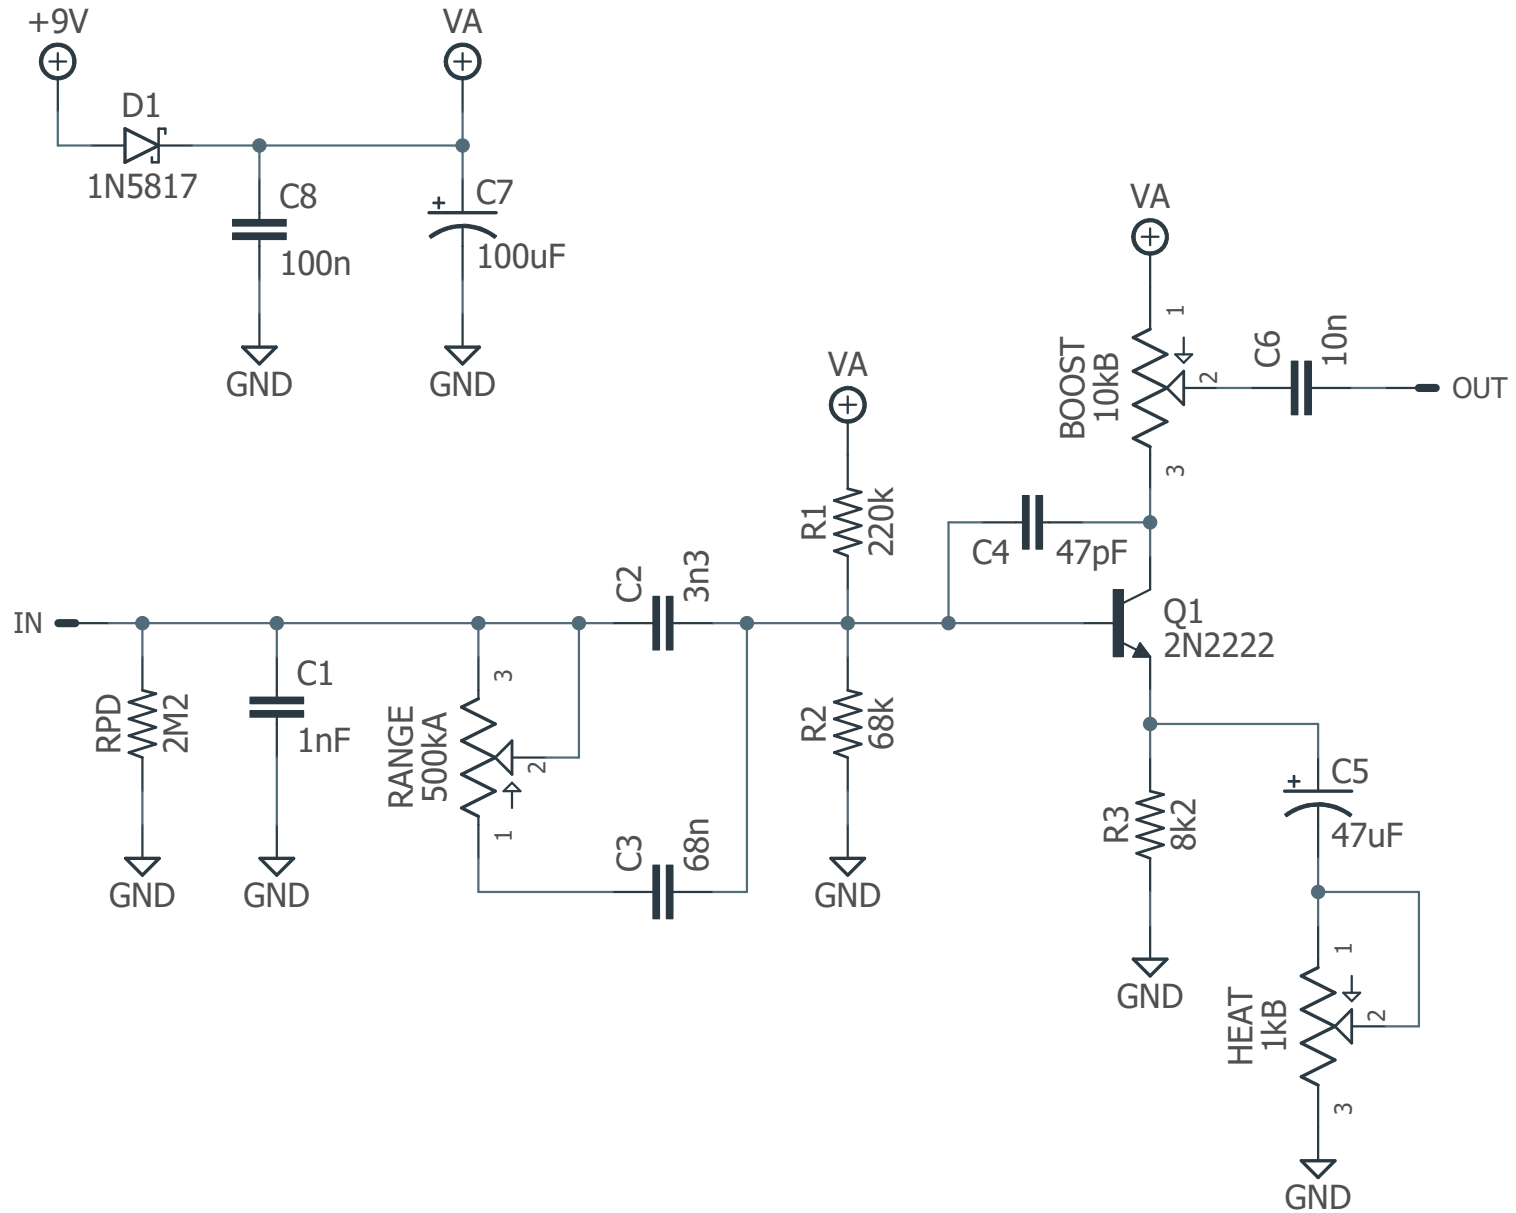 +9V
VA
D1
1N5817
C8
100n
C7
100uF
GND
GND
VA
1
BOOST
10kB
2
C6
10n
OUT
3
VA
R1
220k
C4
47pF
IN
C2
3n3
Q1
2N2222
RPD
2M2
C1
1nF
3
RANGE
500kA
2
1
C3
68n
R2
68k
GND
GND
GND
R3
8k2
C5
47uF
GND
1
HEAT
1kB
2
3
GND